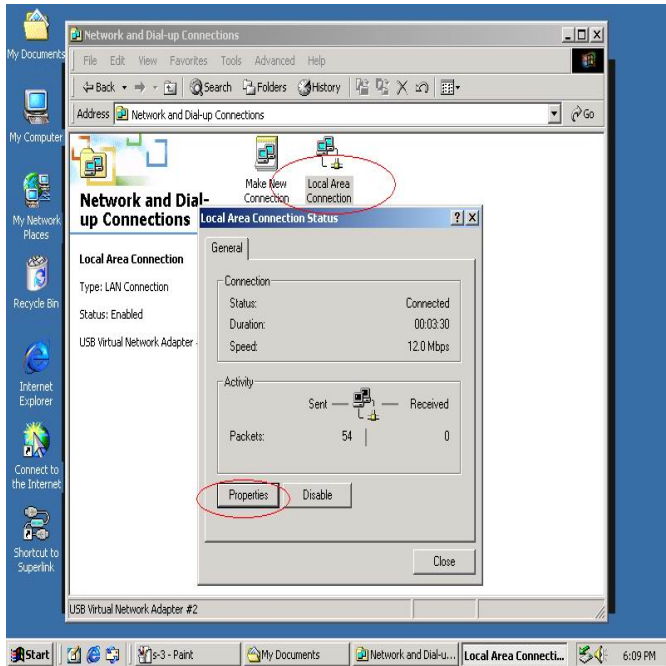 My Documents
My Computer
My Network
Places
Recycle Bin
Internet
Explorer
Connect to
the Internet
Shortcut to
Superlink
Network and Dial-up Connections
File Edit View Favorites Tools Advanced Help
Back Search Folders History
Address Network and Dial-up Connections Go
Network and Dial-
up Connections
Local Area Connection
Type: LAN Connection
Status: Enabled
USB Virtual Network Adapter
Make New
Connection
Local Area
Connection
Local Area Connection Status
General
Connection
Status: Connected
Duration: 00:03:30
Speed: 12.0 Mbps
Activity
Sent — — Received
Packets: 54 0
Properties Disable
Close
USB Virtual Network Adapter #2
Start s-3 - Paint My Documents Network and Dial-u... Local Area Connecti... 6:09 PM